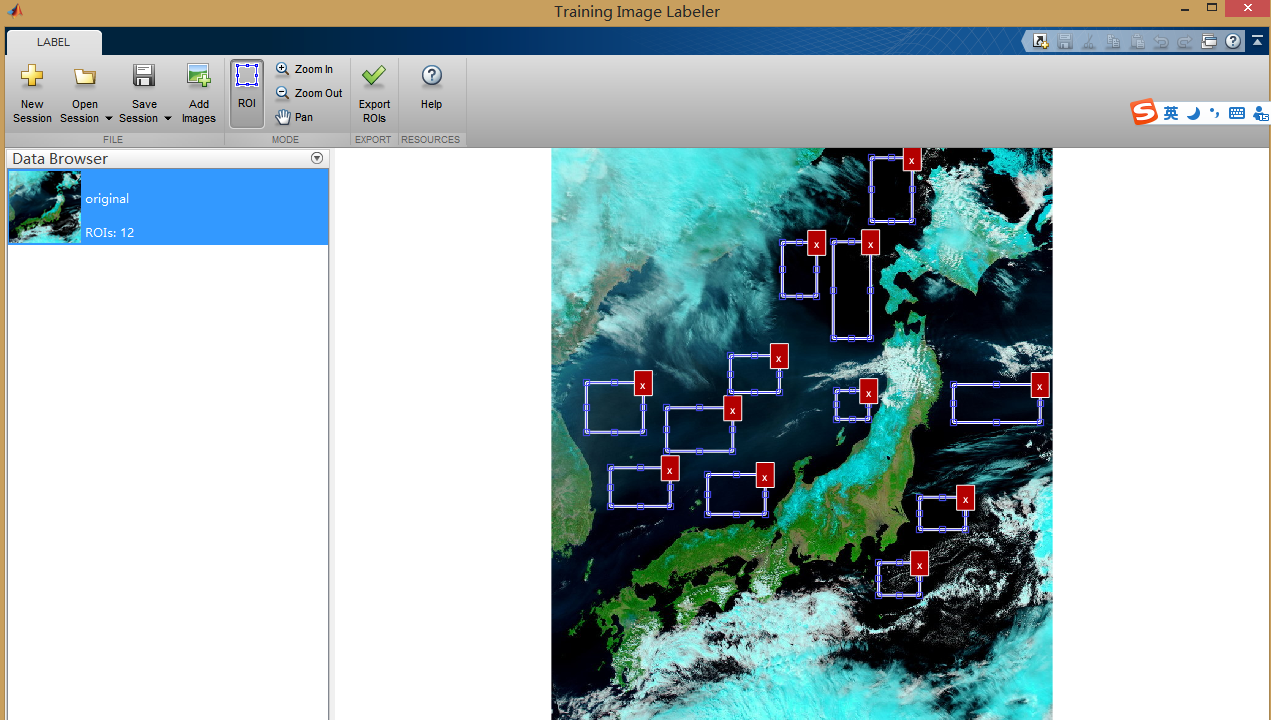 Training Image Labeler
LABEL
New Session
Open Session
Save Session
Add Images
ROI
Zoom In
Zoom Out
Pan
Export ROIs
Help
FILE
MODE
EXPORT
RESOURCES
英
Data Browser
original
ROIs: 12
x
x
x
x
x
x
x
x
x
x
x
x